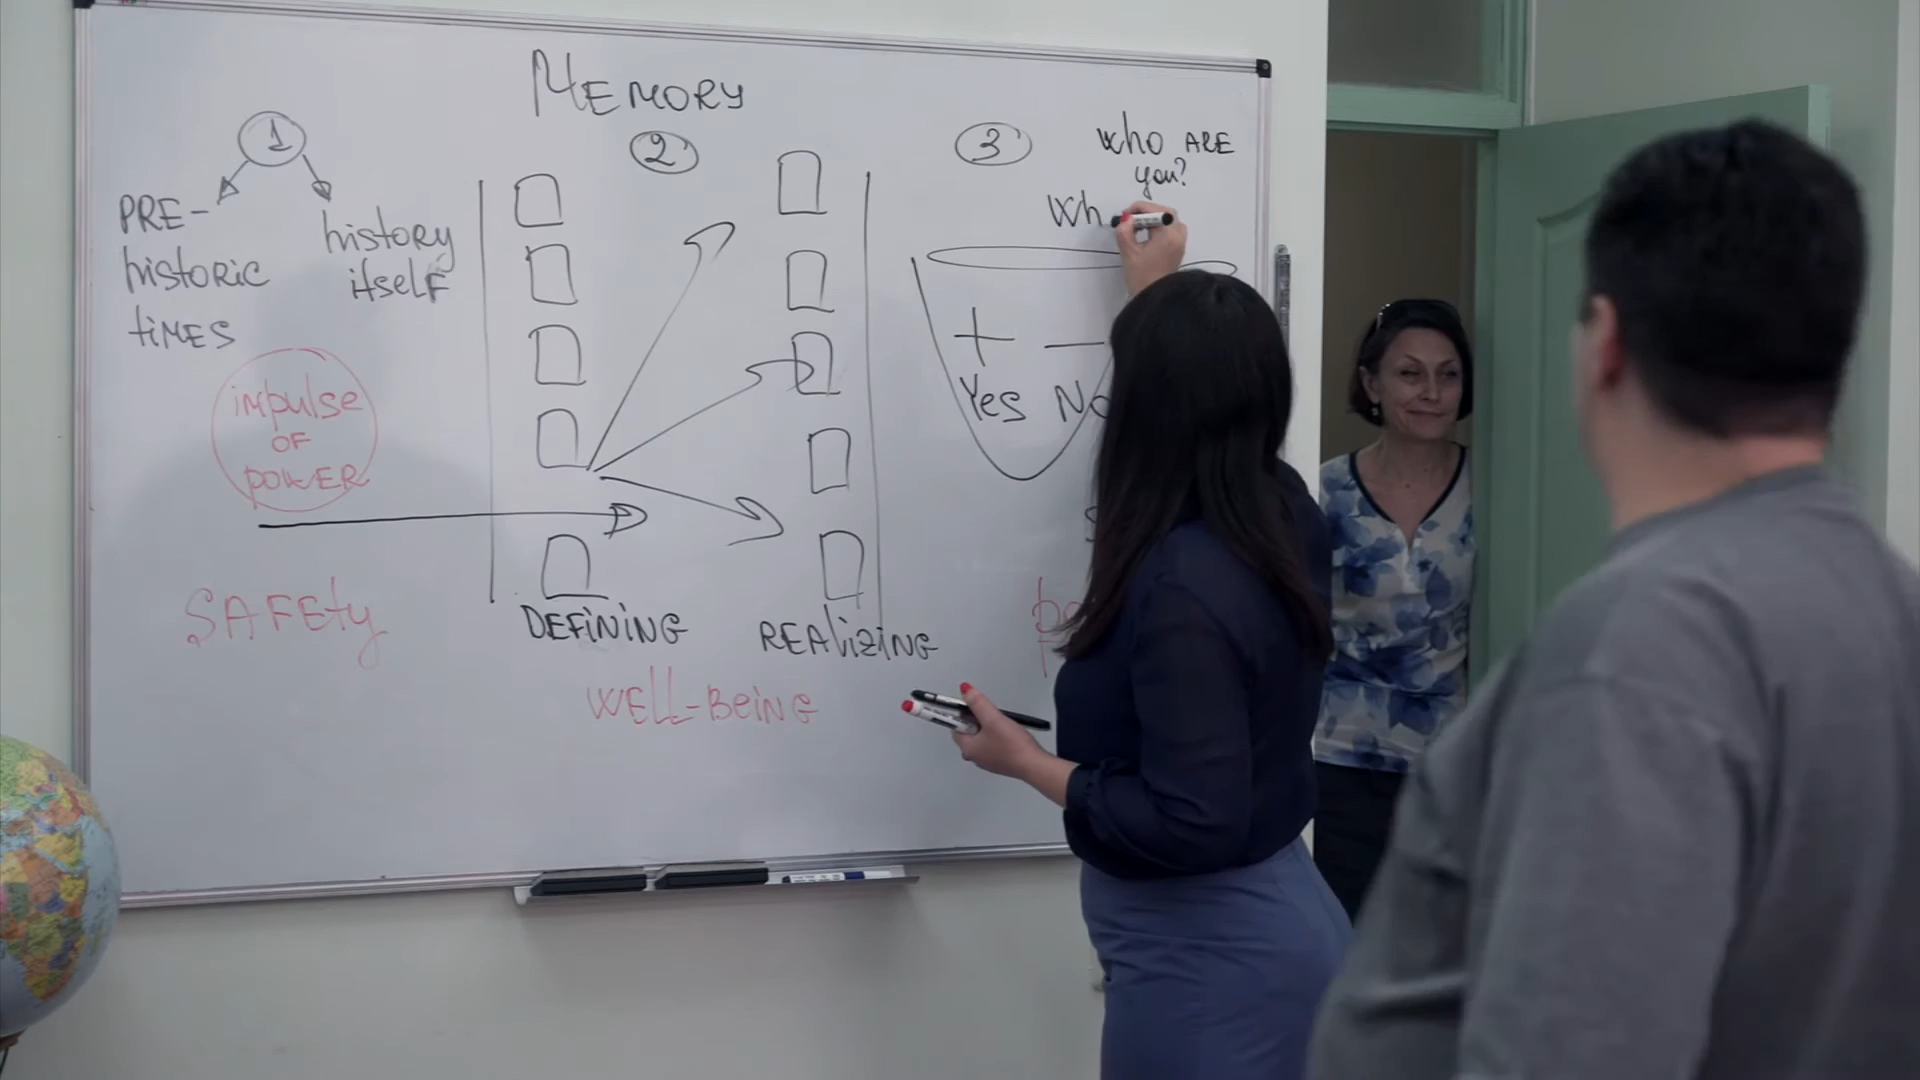 MEMORY
1
PRE-
historic
times
history
itself
impulse
OF
POWER
SAFEty
2
DEFiNiNG
REAliziNG
WEll-BEiNG
3
who ARE
you?
Wh
+ -
Yes No